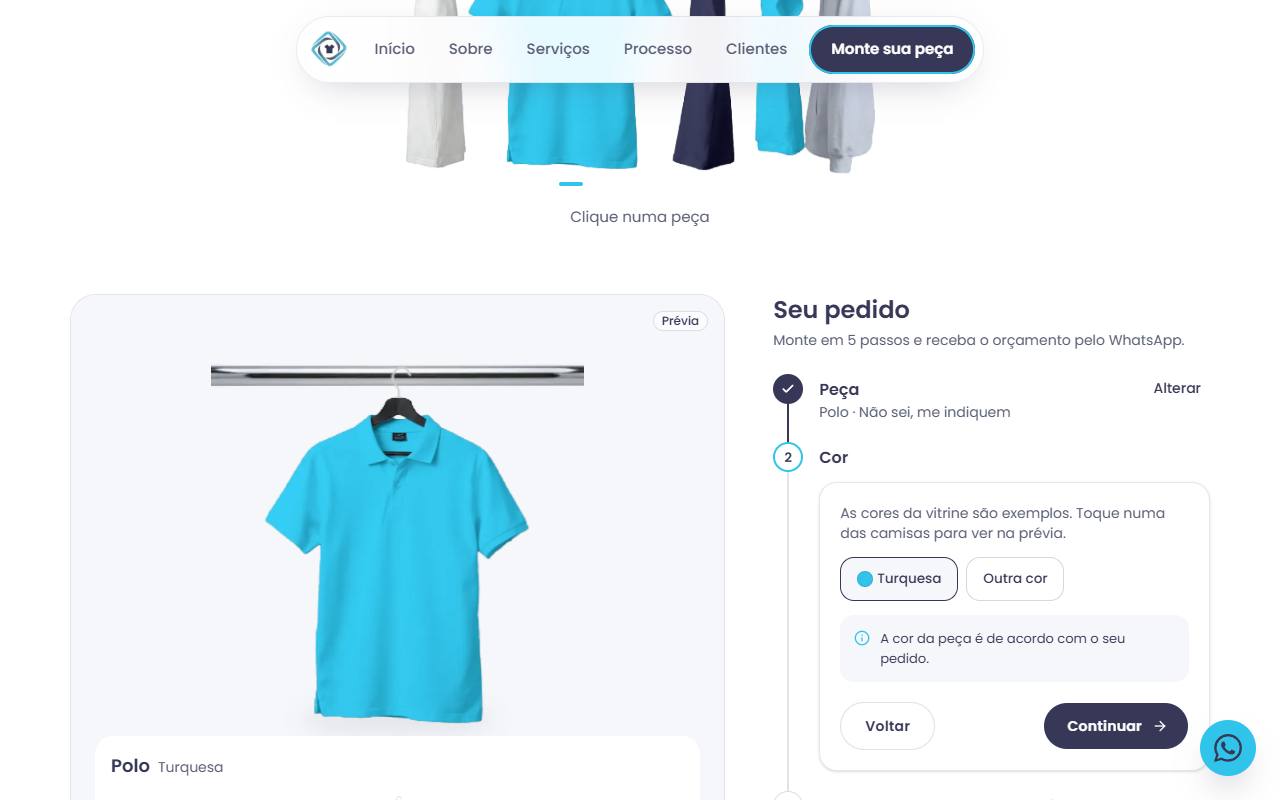 Início
Sobre
Serviços
Processo
Clientes
Monte sua peça
Clique numa peça
Prévia
Polo Turquesa
Seu pedido
Monte em 5 passos e receba o orçamento pelo WhatsApp.
Peça
Alterar
Polo · Não sei, me indiquem
2
Cor
As cores da vitrine são exemplos. Toque numa
das camisas para ver na prévia.
Turquesa
Outra cor
A cor da peça é de acordo com o seu
pedido.
Voltar
Continuar